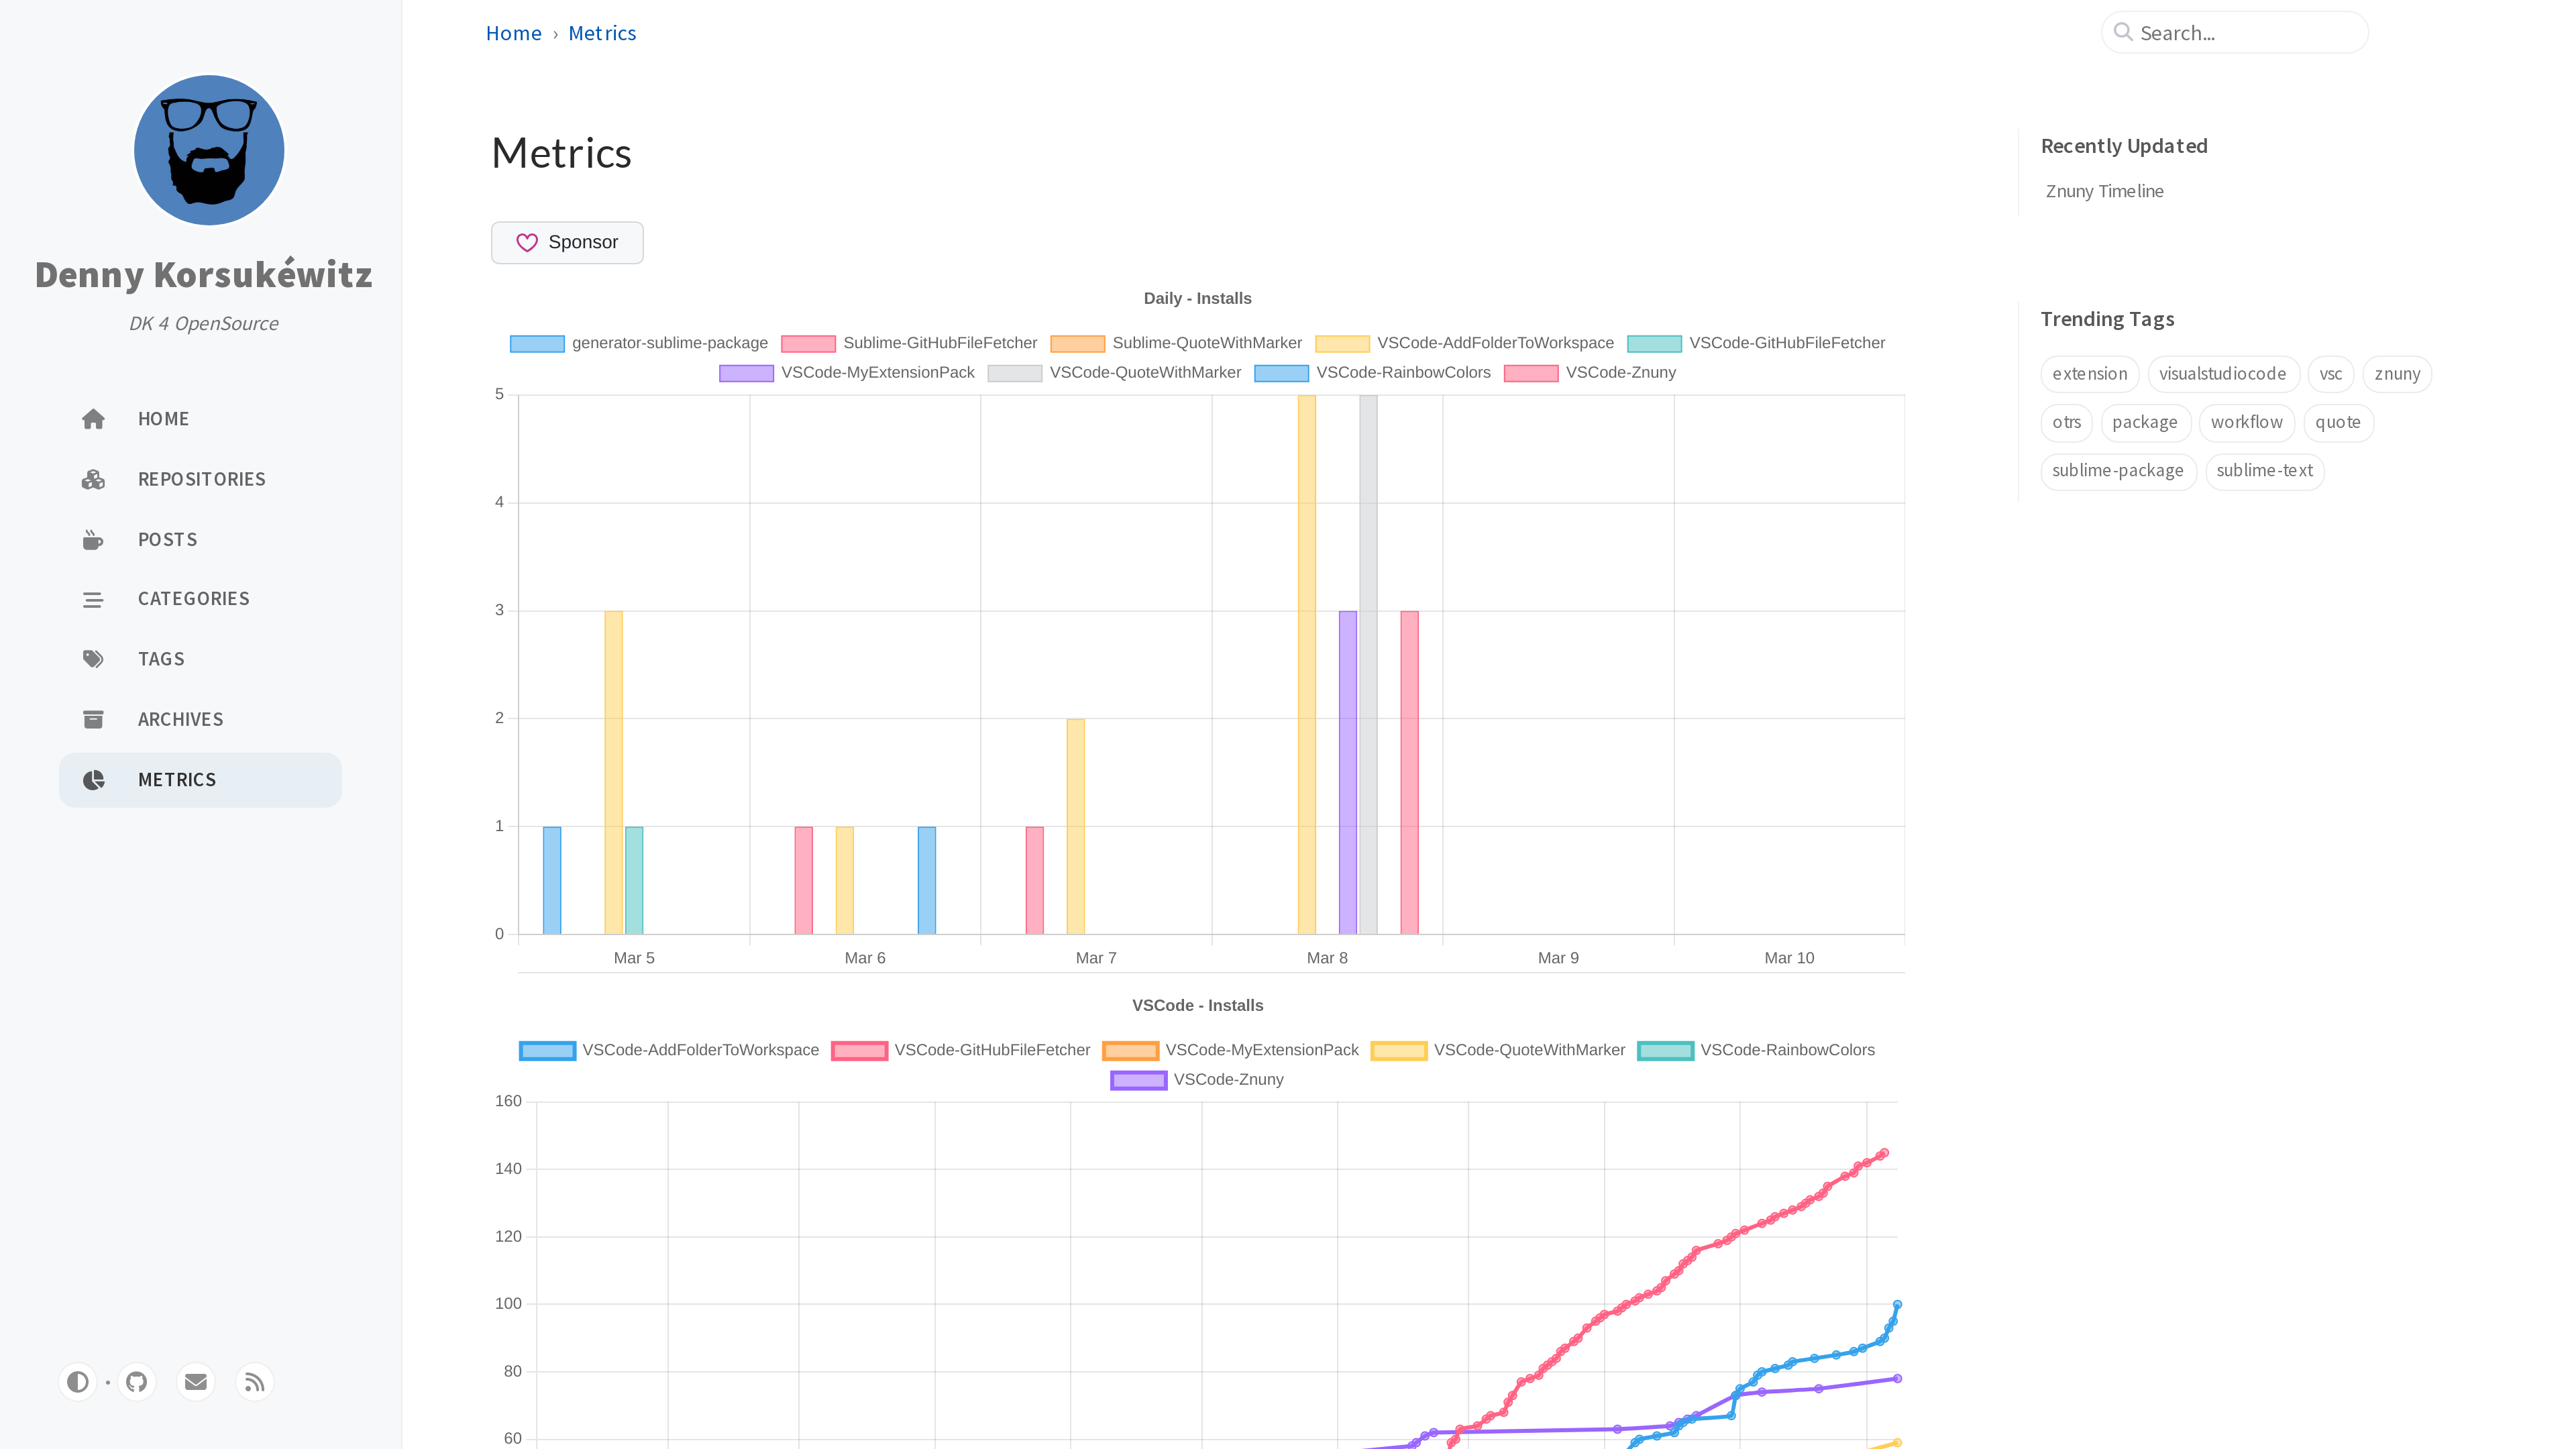 Denny Korsukéwitz
DK 4 OpenSource
HOME
REPOSITORIES
POSTS
CATEGORIES
TAGS
ARCHIVES
METRICS
Home › Metrics
Search...
Metrics
Sponsor
Daily - Installs
generator-sublime-package Sublime-GitHubFileFetcher Sublime-QuoteWithMarker VSCode-AddFolderToWorkspace VSCode-GitHubFileFetcher
VSCode-MyExtensionPack VSCode-QuoteWithMarker VSCode-RainbowColors VSCode-Znuny
5
4
3
2
1
0
Mar 5 Mar 6 Mar 7 Mar 8 Mar 9 Mar 10
VSCode - Installs
VSCode-AddFolderToWorkspace VSCode-GitHubFileFetcher VSCode-MyExtensionPack VSCode-QuoteWithMarker VSCode-RainbowColors
VSCode-Znuny
160
140
120
100
80
60
Recently Updated
Znuny Timeline
Trending Tags
extension visualstudiocode vsc znuny
otrs package workflow quote
sublime-package sublime-text